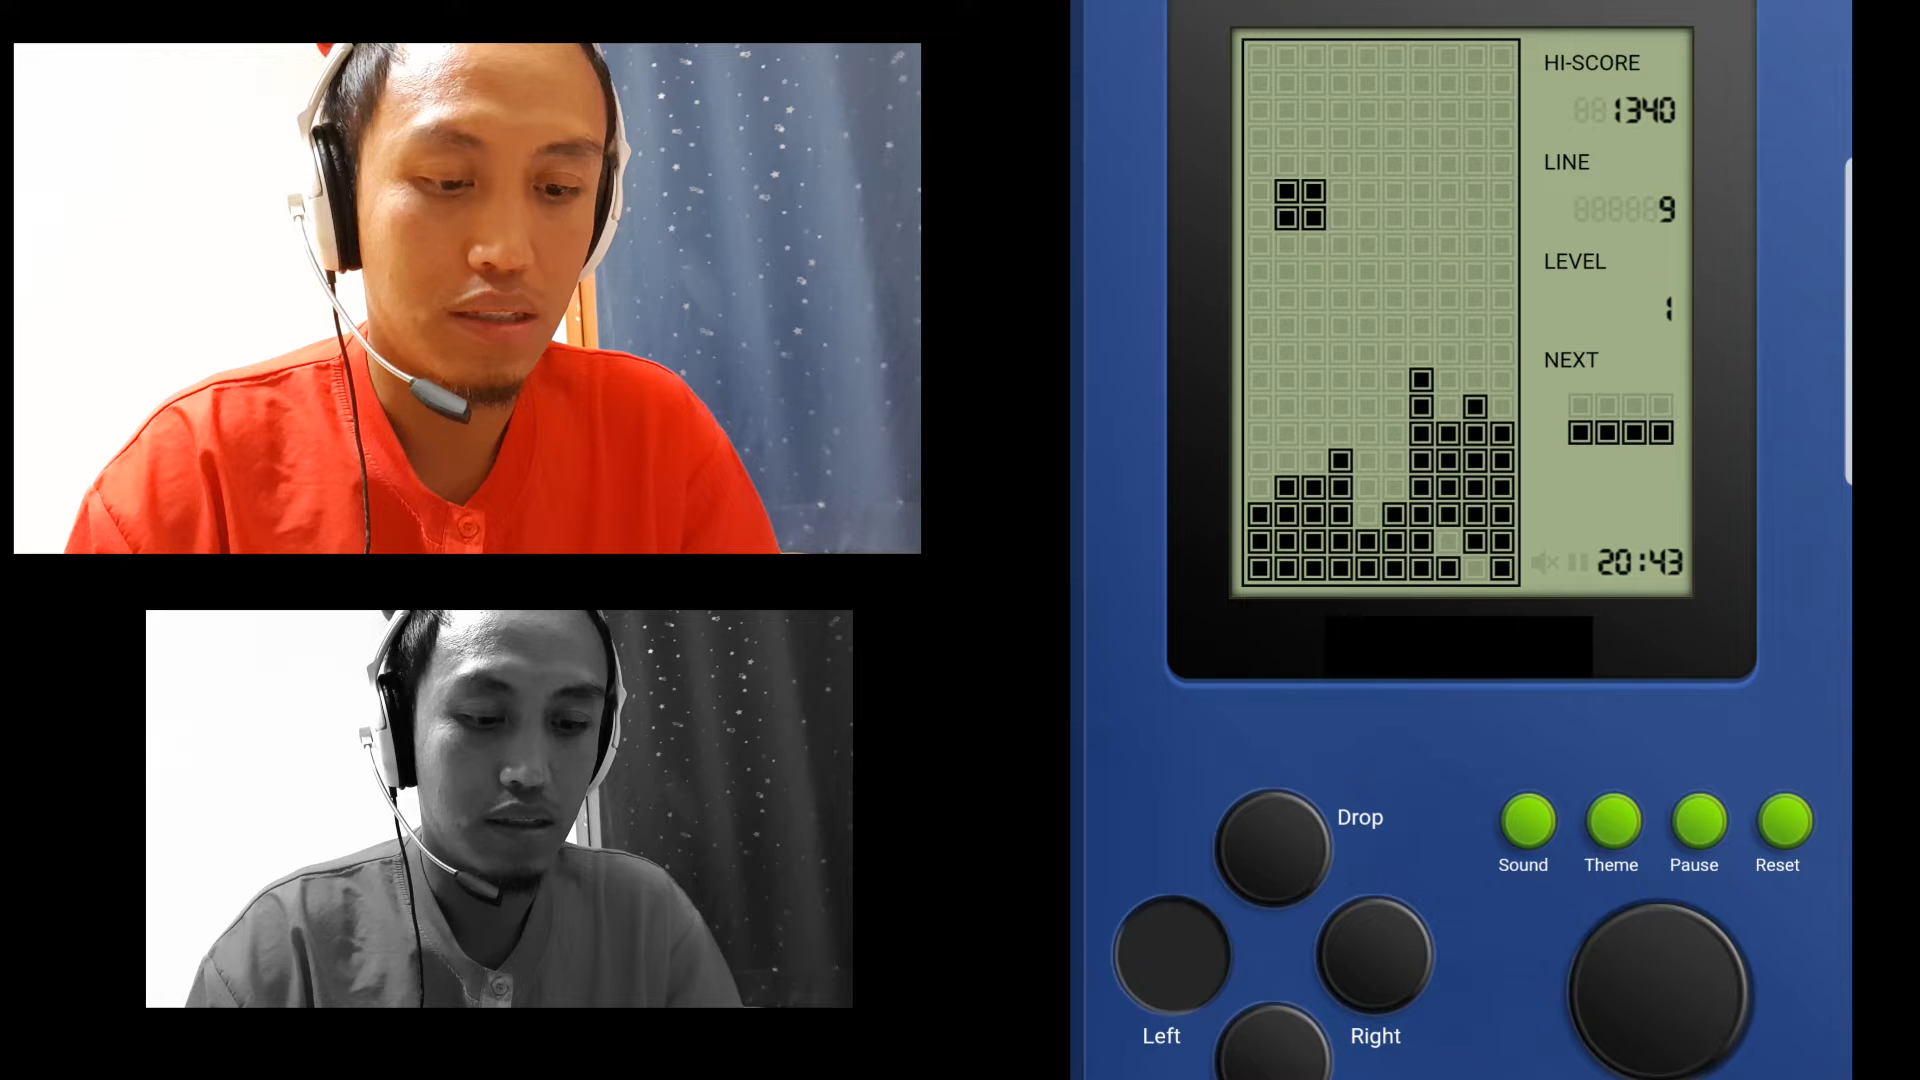 HI-SCORE
1340
LINE
9
LEVEL
1
NEXT
20:43
Drop
Sound Theme Pause Reset
Left Right